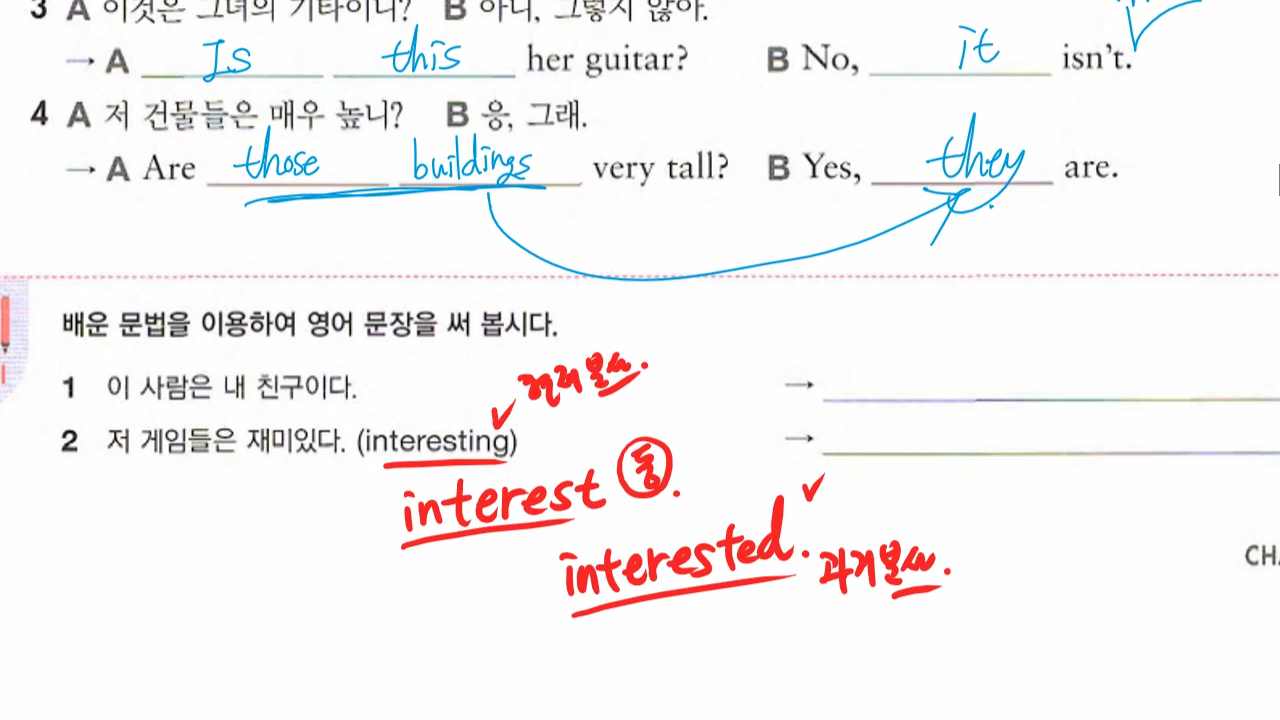 3 A 이것은 그녀의 기타이니? B 아니, 그렇지 않아.
→ A Is this her guitar? B No, it isn't.
4 A 저 건물들은 매우 높니? B 응, 그래.
→ A Are those buildings very tall? B Yes, they are.
배운 문법을 이용하여 영어 문장을 써 봅시다.
현재분사.
1 이 사람은 내 친구이다. →
2 저 게임들은 재미있다. (interesting) →
interest 동.
interested. 과거분사.
CHA